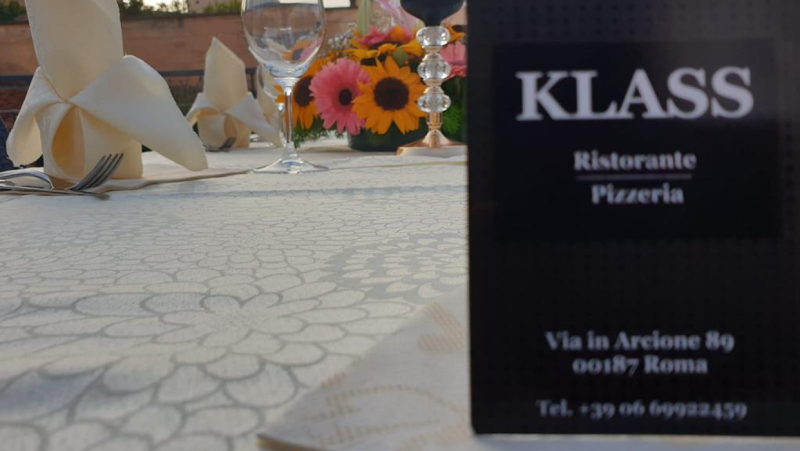 KLASS
Ristorante
Pizzeria
Via in Arcione 89
00187 Roma
Tel. +39 06 69922459